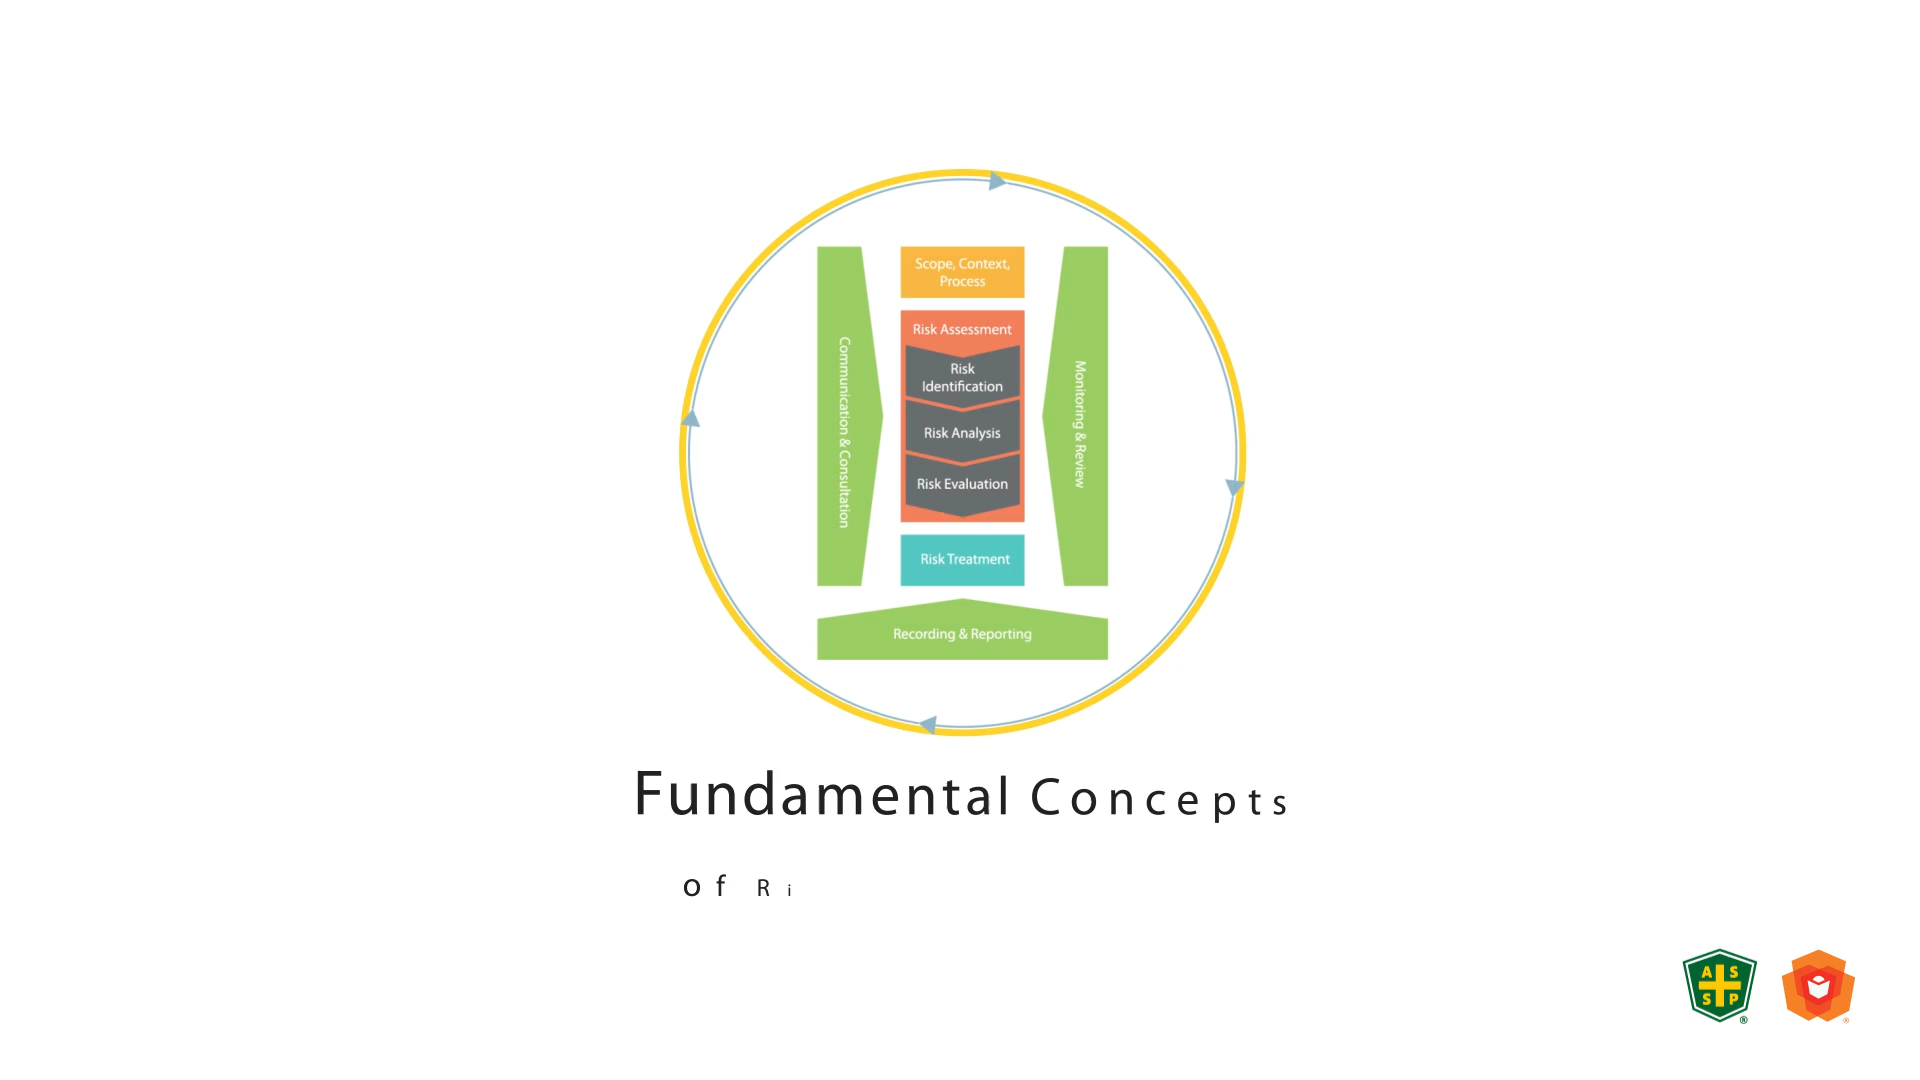 Scope, Context,
Process
Risk Assessment
Risk
Identification
Risk Analysis
Risk Evaluation
Risk Treatment
Communication & Consultation
Monitoring & Review
Recording & Reporting
Fundamental Concepts
of Ri
A S
S P
®
®